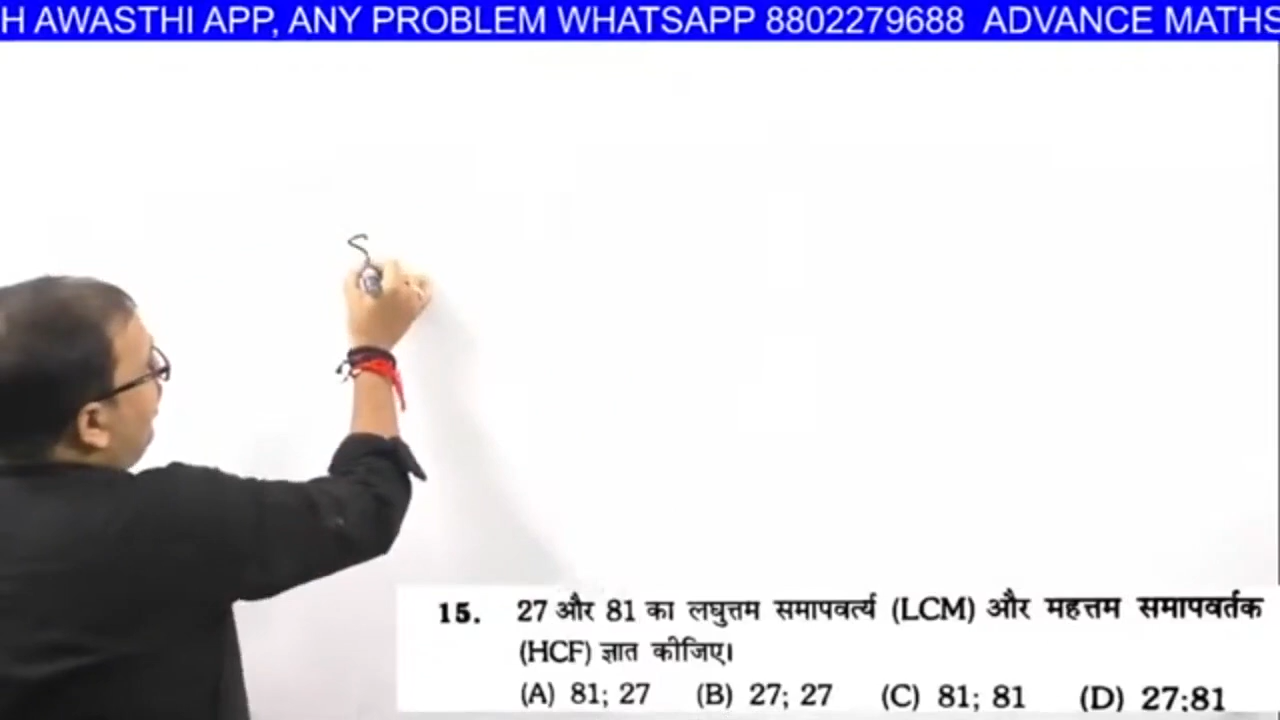 H AWASTHI APP, ANY PROBLEM WHATSAPP 8802279688 ADVANCE MATHS
15. 27 और 81 का लघुत्तम समापवर्त्य (LCM) और महत्तम समापवर्तक
(HCF) ज्ञात कीजिए।
(A) 81; 27 (B) 27; 27 (C) 81; 81 (D) 27:81